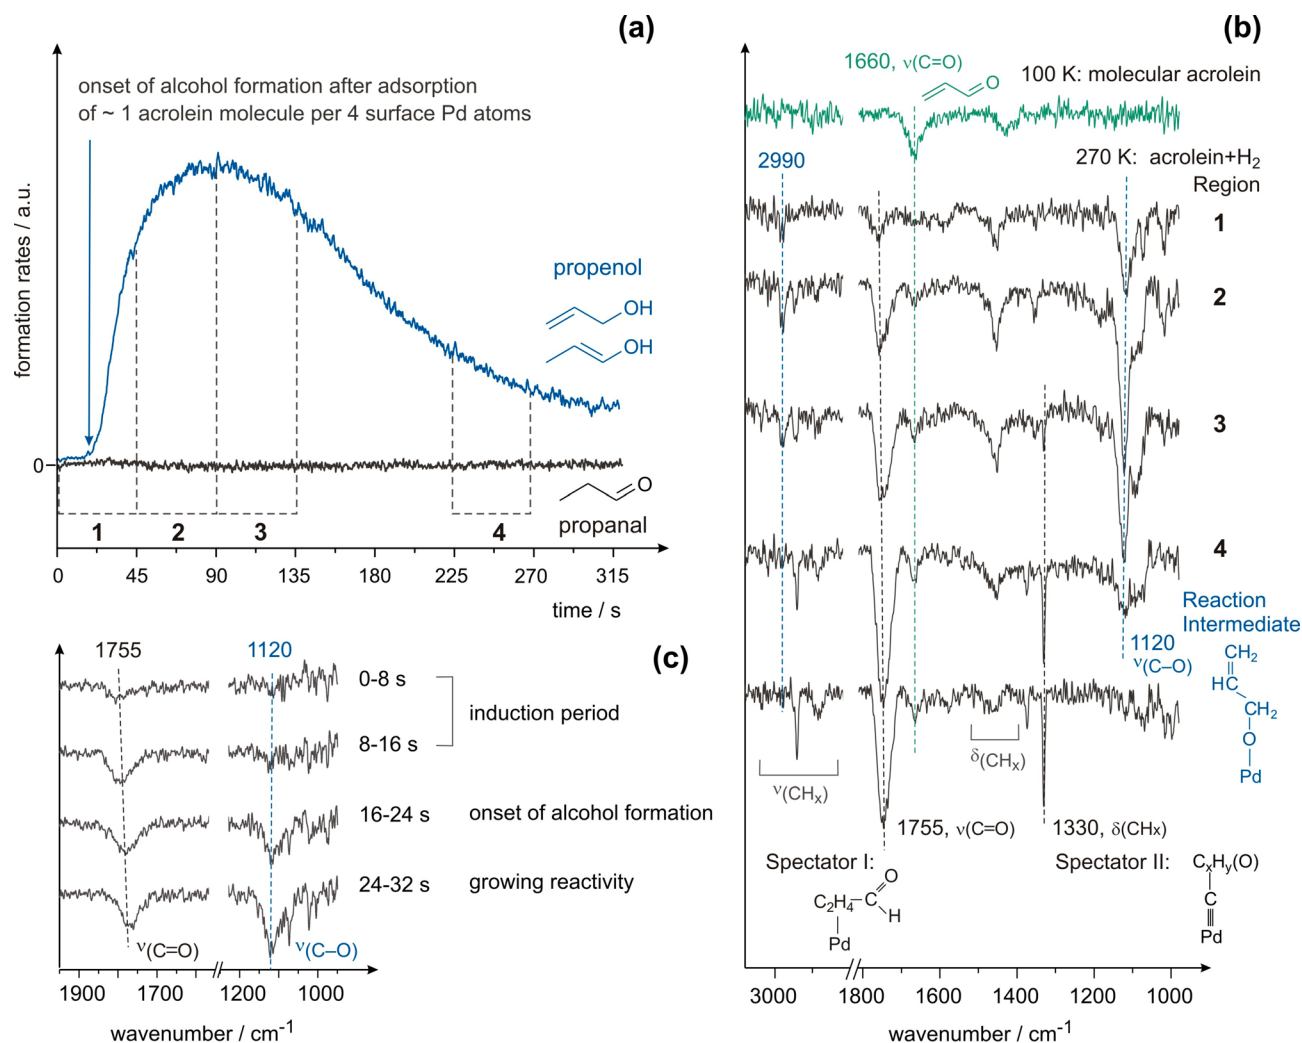 (a)
onset of alcohol formation after adsorption
of ~ 1 acrolein molecule per 4 surface Pd atoms
formation rates / a.u.
propenol
OH
OH
0
O
propanal
1
2
3
4
0
45
90
135
180
225
270
315
time / s
(b)
1660, ν(C=O)
O
100 K: molecular acrolein
2990
270 K: acrolein+H2
Region
1
2
3
4
Reaction
Intermediate
1120
ν(C–O)
CH2
HC
CH2
O
Pd
ν(CHx)
δ(CHx)
1755, ν(C=O)
1330, δ(CHx)
Spectator I:
O
C2H4–C
H
Pd
Spectator II:
CxHy(O)
C
Pd
3000
1800
1600
1400
1200
1000
wavenumber / cm-1
(c)
1755
1120
0-8 s
induction period
8-16 s
16-24 s
onset of alcohol formation
24-32 s
growing reactivity
ν(C=O)
ν(C–O)
1900
1700
1200
1000
wavenumber / cm-1